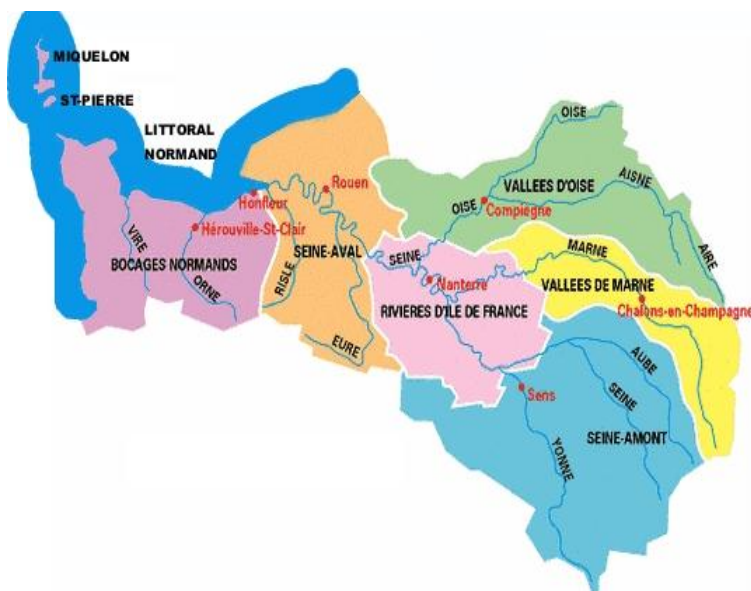 MIQUELON
ST-PIERRE
LITTORAL
NORMAND
OISE
Rouen
VALLEES D'OISE
AISNE
Honfleur
OISE
Compiegne
VIRE
Hérouville-St-Clair
SEINE-AVAL
SEINE
MARNE
AIRE
BOCAGES NORMANDS
ORNE
RISLE
Nanterre
VALLEES DE MARNE
RIVIERES D'ILE DE FRANCE
Chalons-en-Champagne
EURE
AUBE
Sens
SEINE
SEINE-AMONT
YONNE